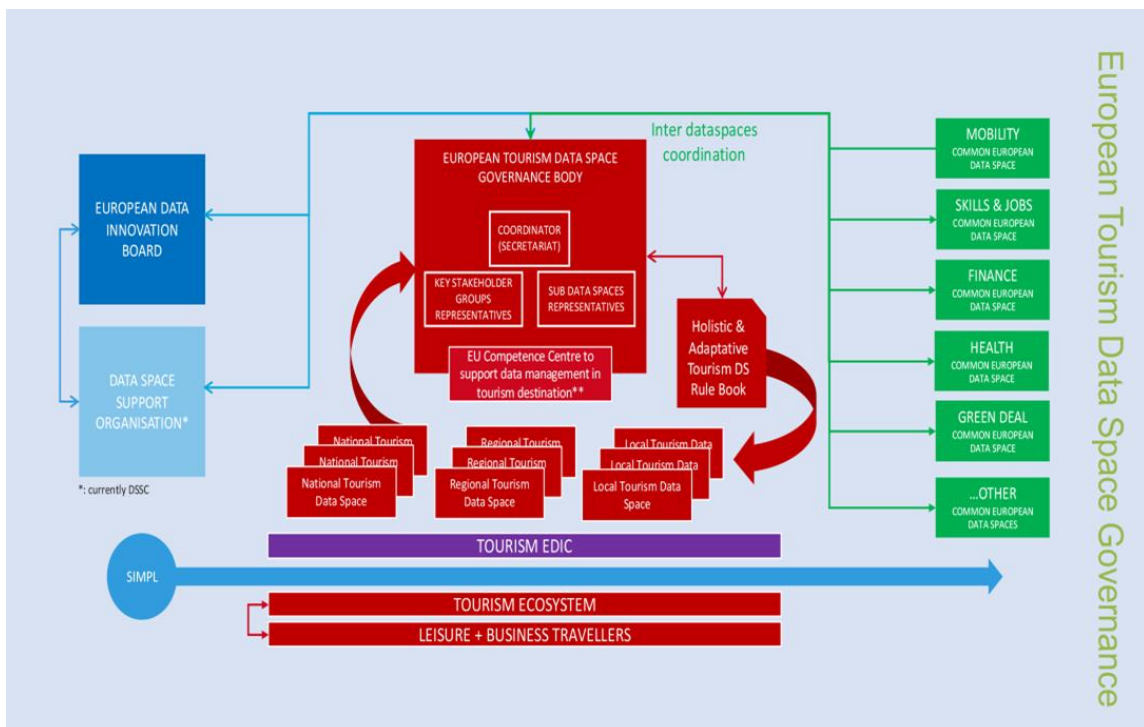 European Tourism Data Space Governance
EUROPEAN DATA
INNOVATION
BOARD
DATA SPACE
SUPPORT
ORGANISATION*
*: currently DSSC
EUROPEAN TOURISM DATA SPACE
GOVERNANCE BODY
COORDINATOR
(SECRETARIAT)
KEY STAKEHOLDER
GROUPS
REPRESENTATIVES
SUB DATA SPACES
REPRESENTATIVES
EU Competence Centre to
support data management in
tourism destination**
Inter dataspaces
coordination
Holistic &
Adaptative
Tourism DS
Rule Book
National Tourism
National Tourism
National Tourism
Data Space
Regional Tourism
Regional Tourism
Regional Tourism
Data Space
Local Tourism Data
Local Tourism Data
Local Tourism Data
Space
MOBILITY
COMMON EUROPEAN
DATA SPACE
SKILLS & JOBS
COMMON EUROPEAN
DATA SPACE
FINANCE
COMMON EUROPEAN
DATA SPACE
HEALTH
COMMON EUROPEAN
DATA SPACE
GREEN DEAL
COMMON EUROPEAN
DATA SPACE
...OTHER
COMMON EUROPEAN
DATA SPACES
TOURISM EDIC
SIMPL
TOURISM ECOSYSTEM
LEISURE + BUSINESS TRAVELLERS